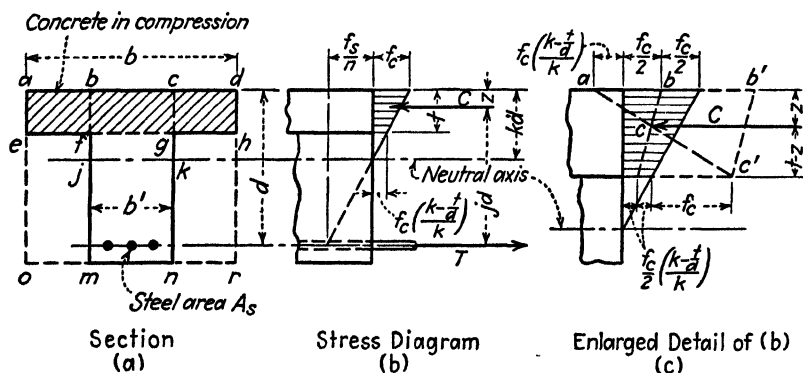 Concrete in compression
b
a b c d
e f g h
j k
b'
o m n r
Steel area As
d
Section
(a)
fs/n fc
C
z
t
kd
jd
Neutral axis
fc(k-t/d / k)
T
Stress Diagram
(b)
fc(k-t/d / k) fc/2 fc/2
a b b'
c C
z
t-z
c'
fc
fc/2(k-t/d / k)
Enlarged Detail of (b)
(c)